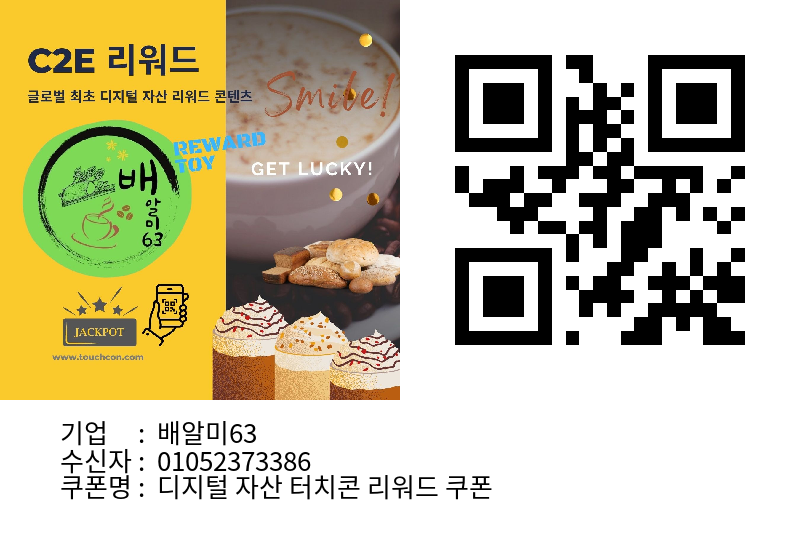 C2E 리워드
글로벌 최초 디지털 자산 리워드 콘텐츠
Smile!
REWARD
TOY
GET LUCKY!
배
알
미
63
JACKPOT
www.touchcon.com
기업 : 배알미63
수신자 : 01052373386
쿠폰명 : 디지털 자산 터치콘 리워드 쿠폰